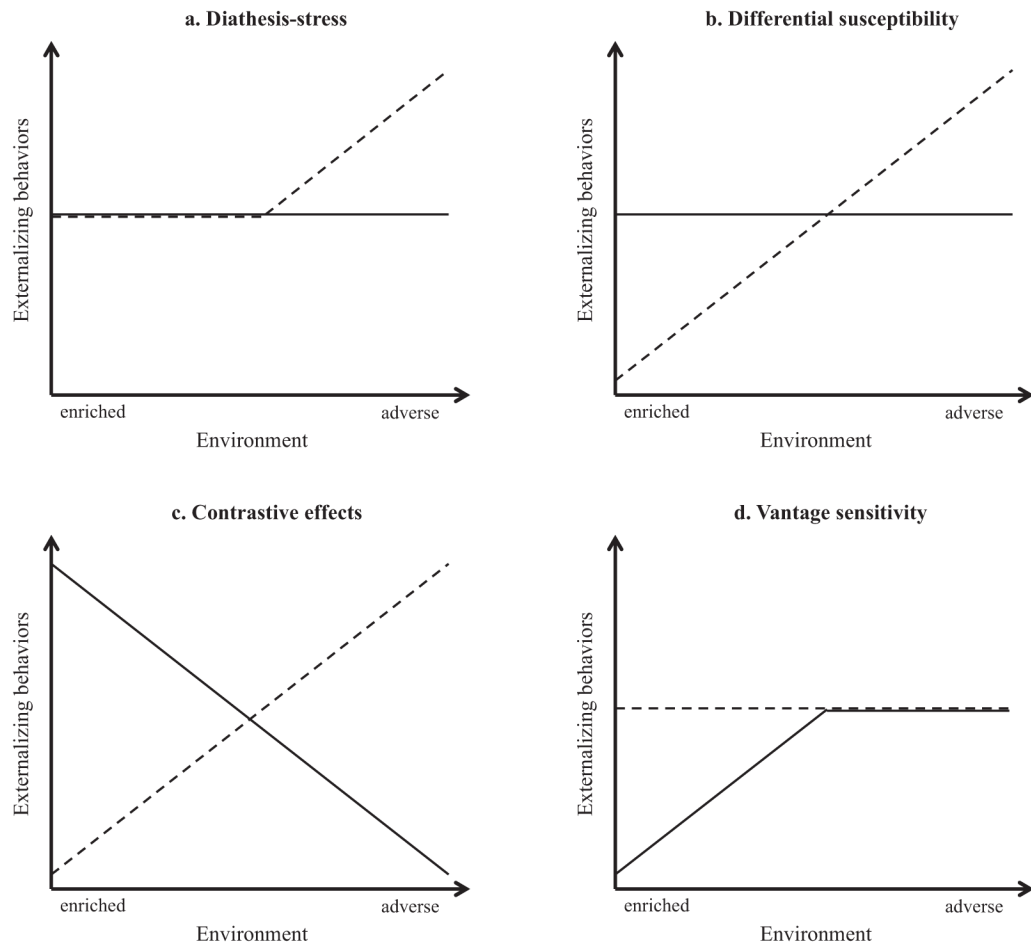 a. Diathesis-stress
Externalizing behaviors
enriched
adverse
Environment
b. Differential susceptibility
Externalizing behaviors
enriched
adverse
Environment
c. Contrastive effects
Externalizing behaviors
enriched
adverse
Environment
d. Vantage sensitivity
Externalizing behaviors
enriched
adverse
Environment